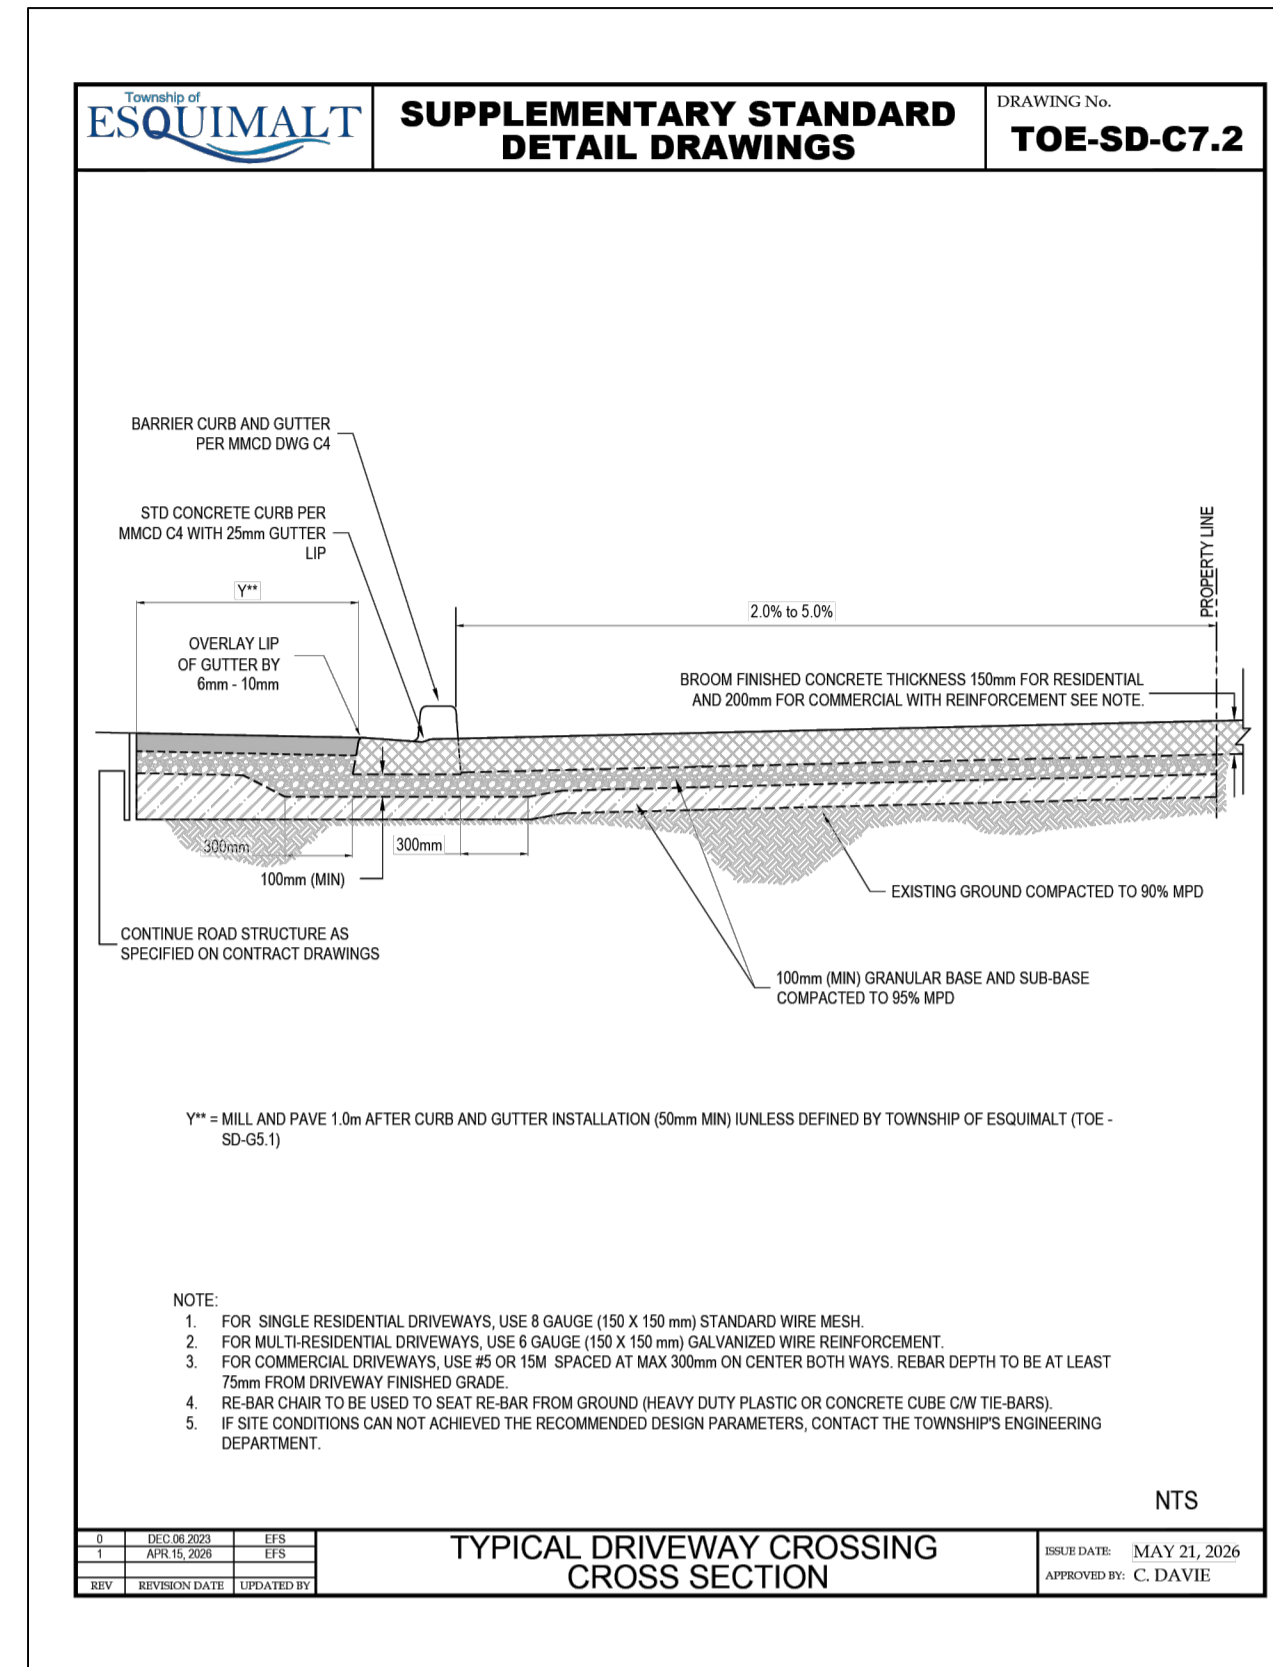 Township of
ESQUIMALT
SUPPLEMENTARY STANDARD
DETAIL DRAWINGS
DRAWING No.
TOE-SD-C7.2
BARRIER CURB AND GUTTER
PER MMCD DWG C4
STD CONCRETE CURB PER
MMCD C4 WITH 25mm GUTTER
LIP
Y**
OVERLAY LIP
OF GUTTER BY
6mm - 10mm
2.0% to 5.0%
PROPERTY LINE
BROOM FINISHED CONCRETE THICKNESS 150mm FOR RESIDENTIAL
AND 200mm FOR COMMERCIAL WITH REINFORCEMENT SEE NOTE.
300mm
300mm
100mm (MIN)
EXISTING GROUND COMPACTED TO 90% MPD
CONTINUE ROAD STRUCTURE AS
SPECIFIED ON CONTRACT DRAWINGS
100mm (MIN) GRANULAR BASE AND SUB-BASE
COMPACTED TO 95% MPD
Y** = MILL AND PAVE 1.0m AFTER CURB AND GUTTER INSTALLATION (50mm MIN) IUNLESS DEFINED BY TOWNSHIP OF ESQUIMALT (TOE -
SD-G5.1)
NOTE:
1. FOR SINGLE RESIDENTIAL DRIVEWAYS, USE 8 GAUGE (150 X 150 mm) STANDARD WIRE MESH.
2. FOR MULTI-RESIDENTIAL DRIVEWAYS, USE 6 GAUGE (150 X 150 mm) GALVANIZED WIRE REINFORCEMENT.
3. FOR COMMERCIAL DRIVEWAYS, USE #5 OR 15M SPACED AT MAX 300mm ON CENTER BOTH WAYS. REBAR DEPTH TO BE AT LEAST
75mm FROM DRIVEWAY FINISHED GRADE.
4. RE-BAR CHAIR TO BE USED TO SEAT RE-BAR FROM GROUND (HEAVY DUTY PLASTIC OR CONCRETE CUBE C/W TIE-BARS).
5. IF SITE CONDITIONS CAN NOT ACHIEVED THE RECOMMENDED DESIGN PARAMETERS, CONTACT THE TOWNSHIP'S ENGINEERING
DEPARTMENT.
NTS
0 DEC.06.2023 EFS
1 APR.15, 2026 EFS
REV REVISION DATE UPDATED BY
TYPICAL DRIVEWAY CROSSING
CROSS SECTION
ISSUE DATE: MAY 21, 2026
APPROVED BY: C. DAVIE